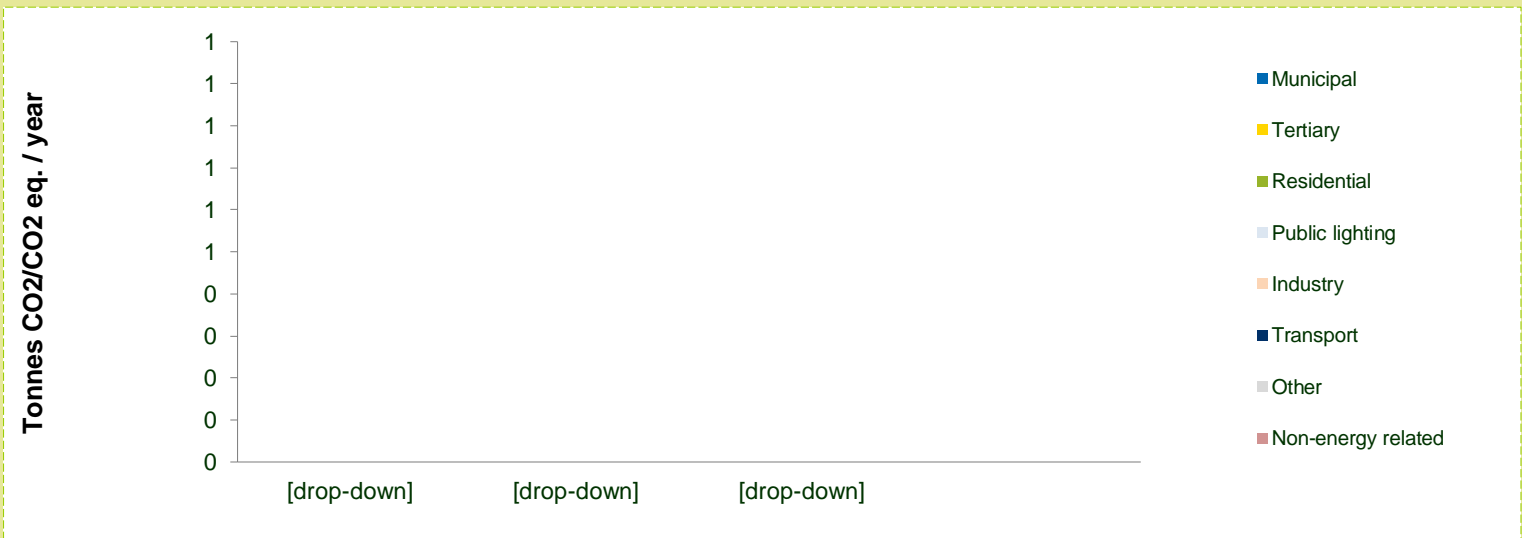 Tonnes CO2/CO2 eq. / year
1
1
1
1
1
1
0
0
0
0
0
[drop-down] [drop-down] [drop-down]
Municipal
Tertiary
Residential
Public lighting
Industry
Transport
Other
Non-energy related